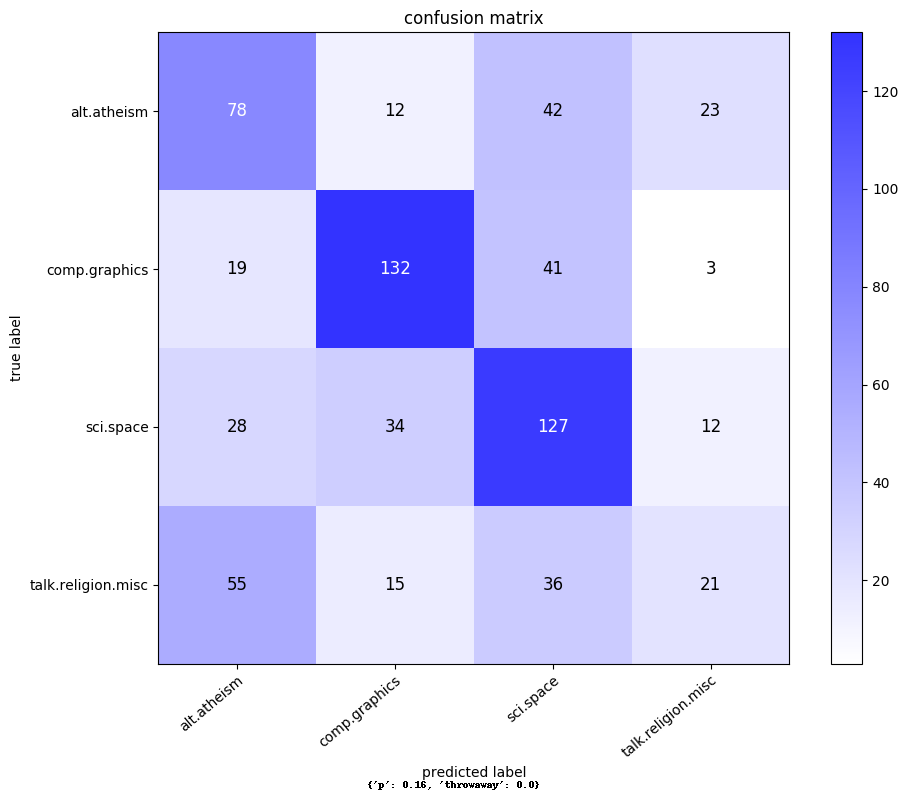 confusion matrix
alt.atheism 78 12 42 23
comp.graphics 19 132 41 3
sci.space 28 34 127 12
talk.religion.misc 55 15 36 21
true label
alt.atheism comp.graphics sci.space talk.religion.misc
predicted label
{'p': 0.16, 'throwaway': 0.0}
120
100
80
60
40
20